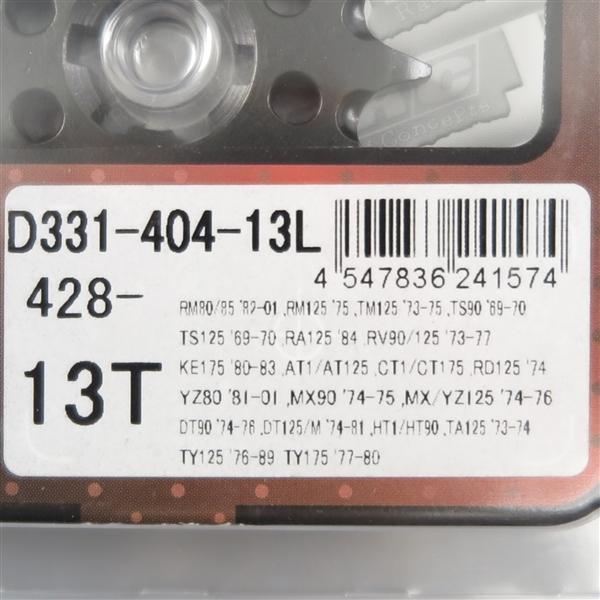 Concepts
D331-404-13L
4 547836 241574
428-
13T
RM80/85 '82-01 ,RM125 '75 ,TM125 '73-75 ,TS90 '69-70
TS125 '69-70 ,RA125 '84 ,RV90/125 '73-77
KE175 '80-83 ,AT1/AT125 ,CT1/CT175 ,RD125 '74
YZ80 '81-01 ,MX90 '74-75 ,MX/YZ125 '74-76
DT90 '74-76 ,DT125/M '74-81 ,HT1/HT90 ,TA125 '73-74
TY125 '76-89 TY175 '77-80